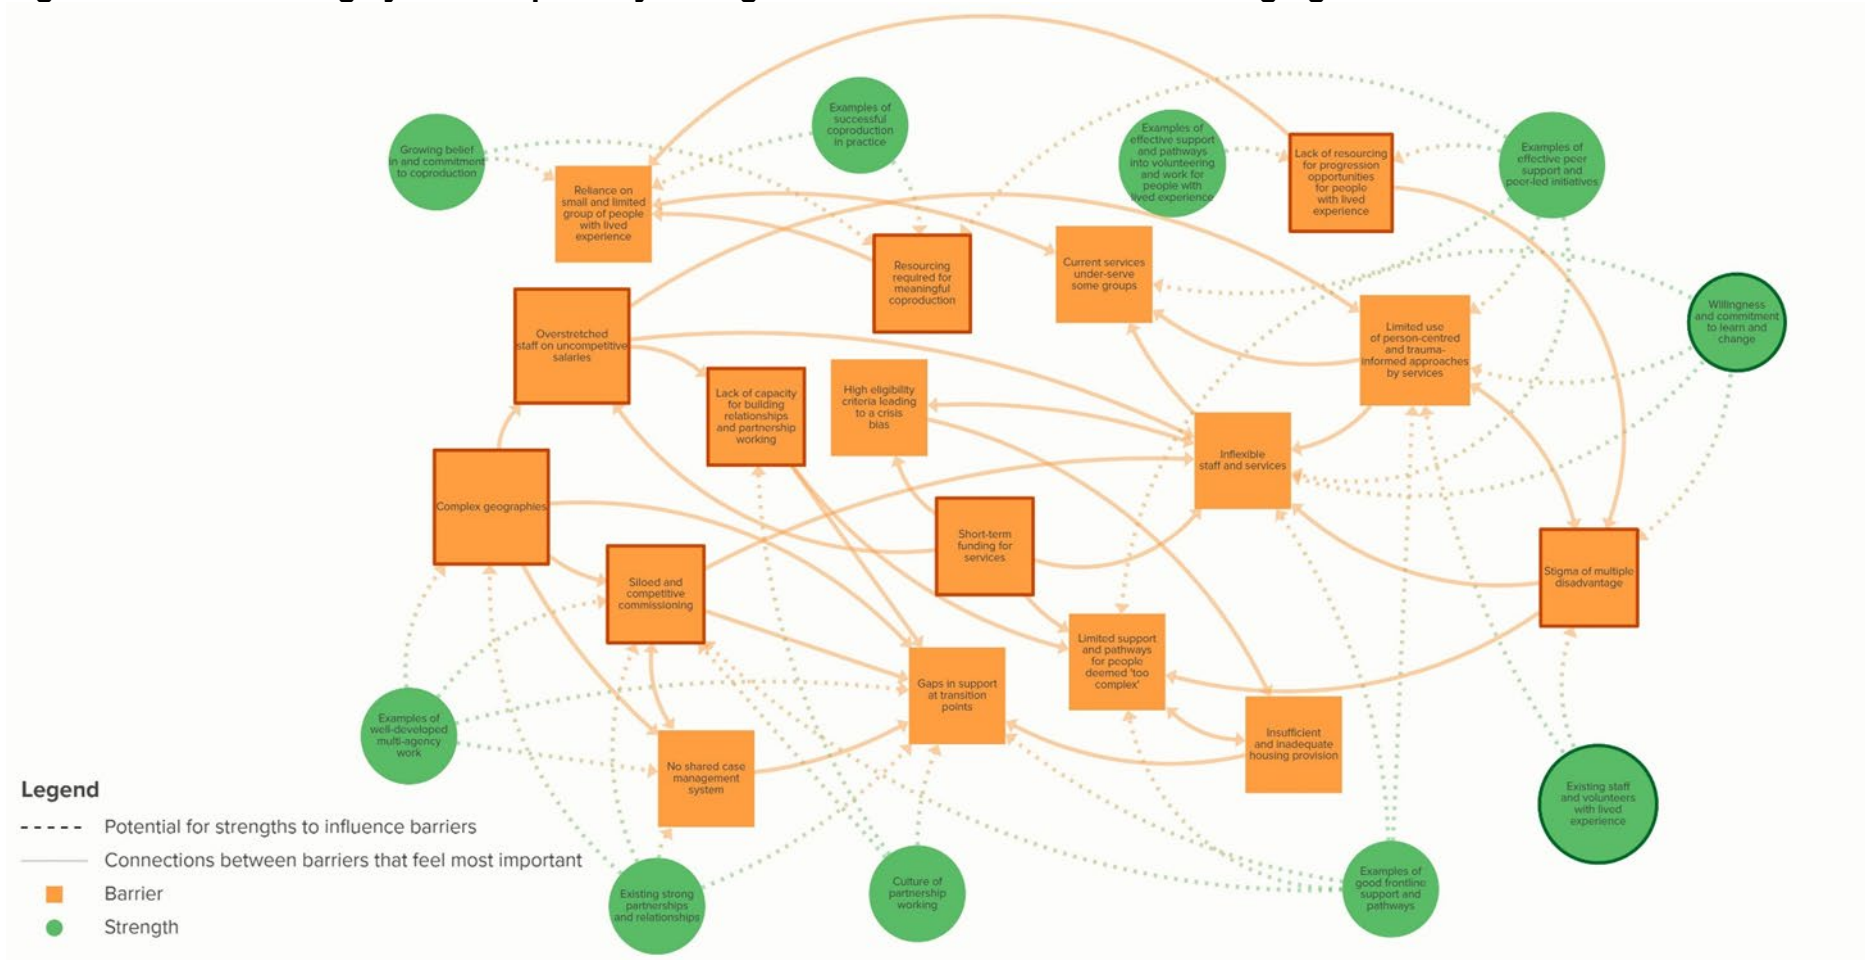 Growing belief
in and commitment
to coproduction
Examples of
successful
coproduction
in practice
Examples of
effective support
and pathways
into volunteering
and work for
people with
lived experience
Lack of resourcing
for progression
opportunities
for people
with lived
experience
Examples of
effective peer
support and
peer-led initiatives
Reliance on
small and limited
group of people
with lived
experience
Resourcing
required for
meaningful
coproduction
Current services
under-serve
some groups
Willingness
and commitment
to learn and
change
Overstretched
staff on uncompetitive
salaries
Limited use
of person-centred
and trauma-
informed approaches
by services
Lack of capacity
for building
relationships
and partnership
working
High eligibility
criteria leading
to a crisis
bias
Inflexible
staff and services
Complex geographies
Short-term
funding for
services
Siloed and
competitive
commissioning
Stigma of multiple
disadvantage
Limited support
and pathways
for people
deemed 'too
complex'
Gaps in support
at transition
points
Examples of
well-developed
multi-agency
work
No shared case
management
system
Insufficient
and inadequate
housing provision
Existing staff
and volunteers
with lived
experience
Existing strong
partnerships
and relationships
Culture of
partnership
working
Examples of
good frontline
support and
pathways
Legend
Potential for strengths to influence barriers
Connections between barriers that feel most important
Barrier
Strength